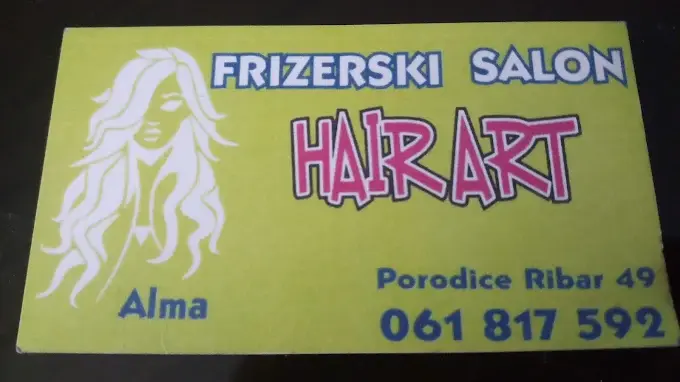 FRIZERSKI SALON
HAIR ART
Alma
Porodice Ribar 49
061 817 592